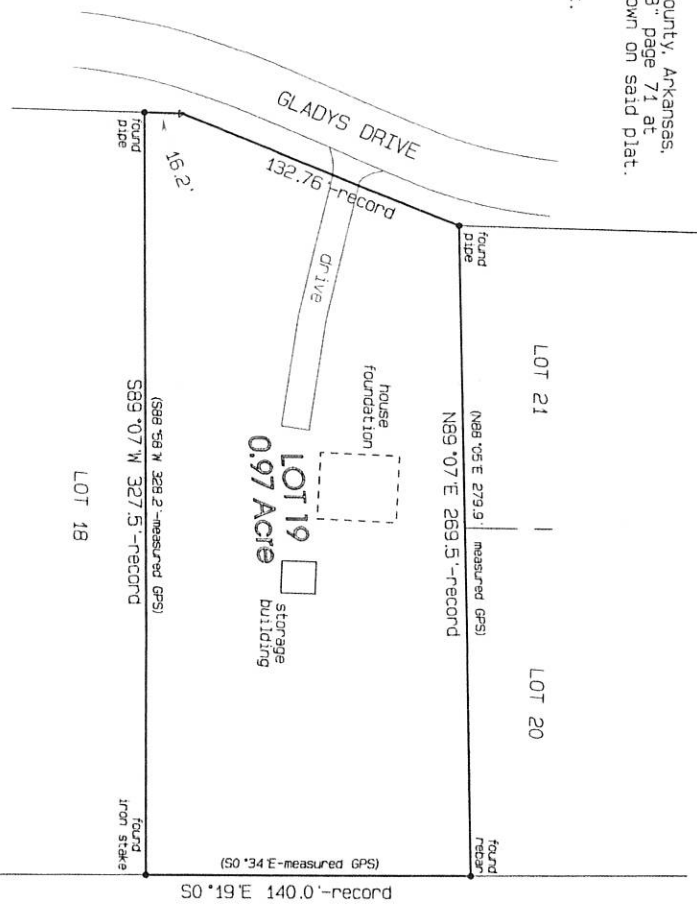 ounty, Arkansas,
8" page 71 at
own on said plat.
GLADYS DRIVE
132.76'-record
16.2'
found
pipe
found
pipe
drive
LOT 21
(N88°05'E 279.9' measured GPS)
N89°07'E 269.5'-record
LOT 20
house
foundation
LOT 19
0.97 Acre
storage
building
(S88°58'W 328.2'-measured GPS)
S89°07'W 327.5'-record
LOT 18
found
rebar
found
iron stake
(S0°34'E-measured GPS)
S0°19'E 140.0'-record